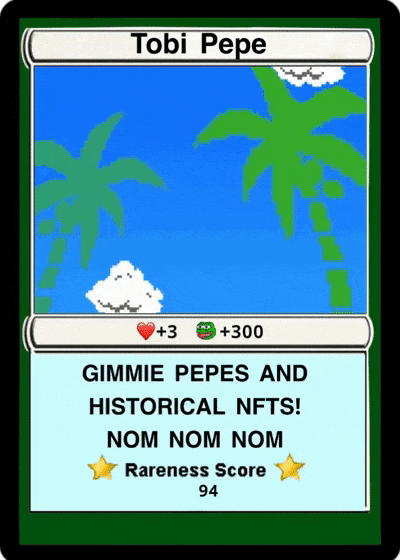 Tobi Pepe
+3 +300
GIMMIE PEPES AND
HISTORICAL NFTS!
NOM NOM NOM
Rareness Score
94